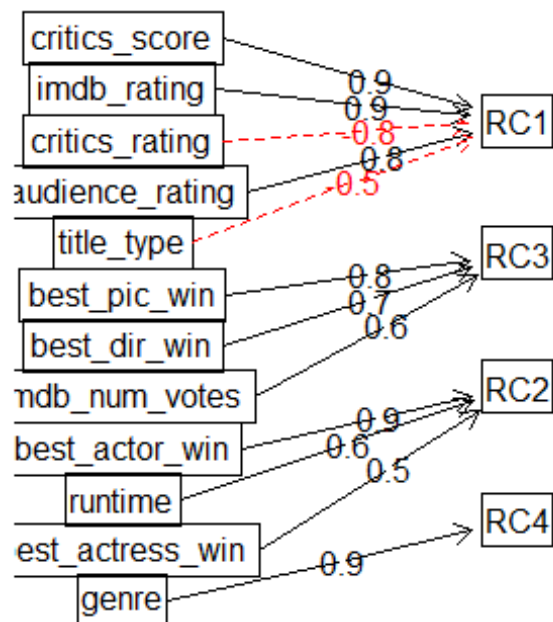 critics_score
imdb_rating
critics_rating
audience_rating
title_type
best_pic_win
best_dir_win
mdb_num_votes
best_actor_win
runtime
est_actress_win
genre
0.9
0.9
-0.8
0.8
-0.5
0.8
0.7
0.6
0.9
0.6
0.5
0.9
RC1
RC3
RC2
RC4